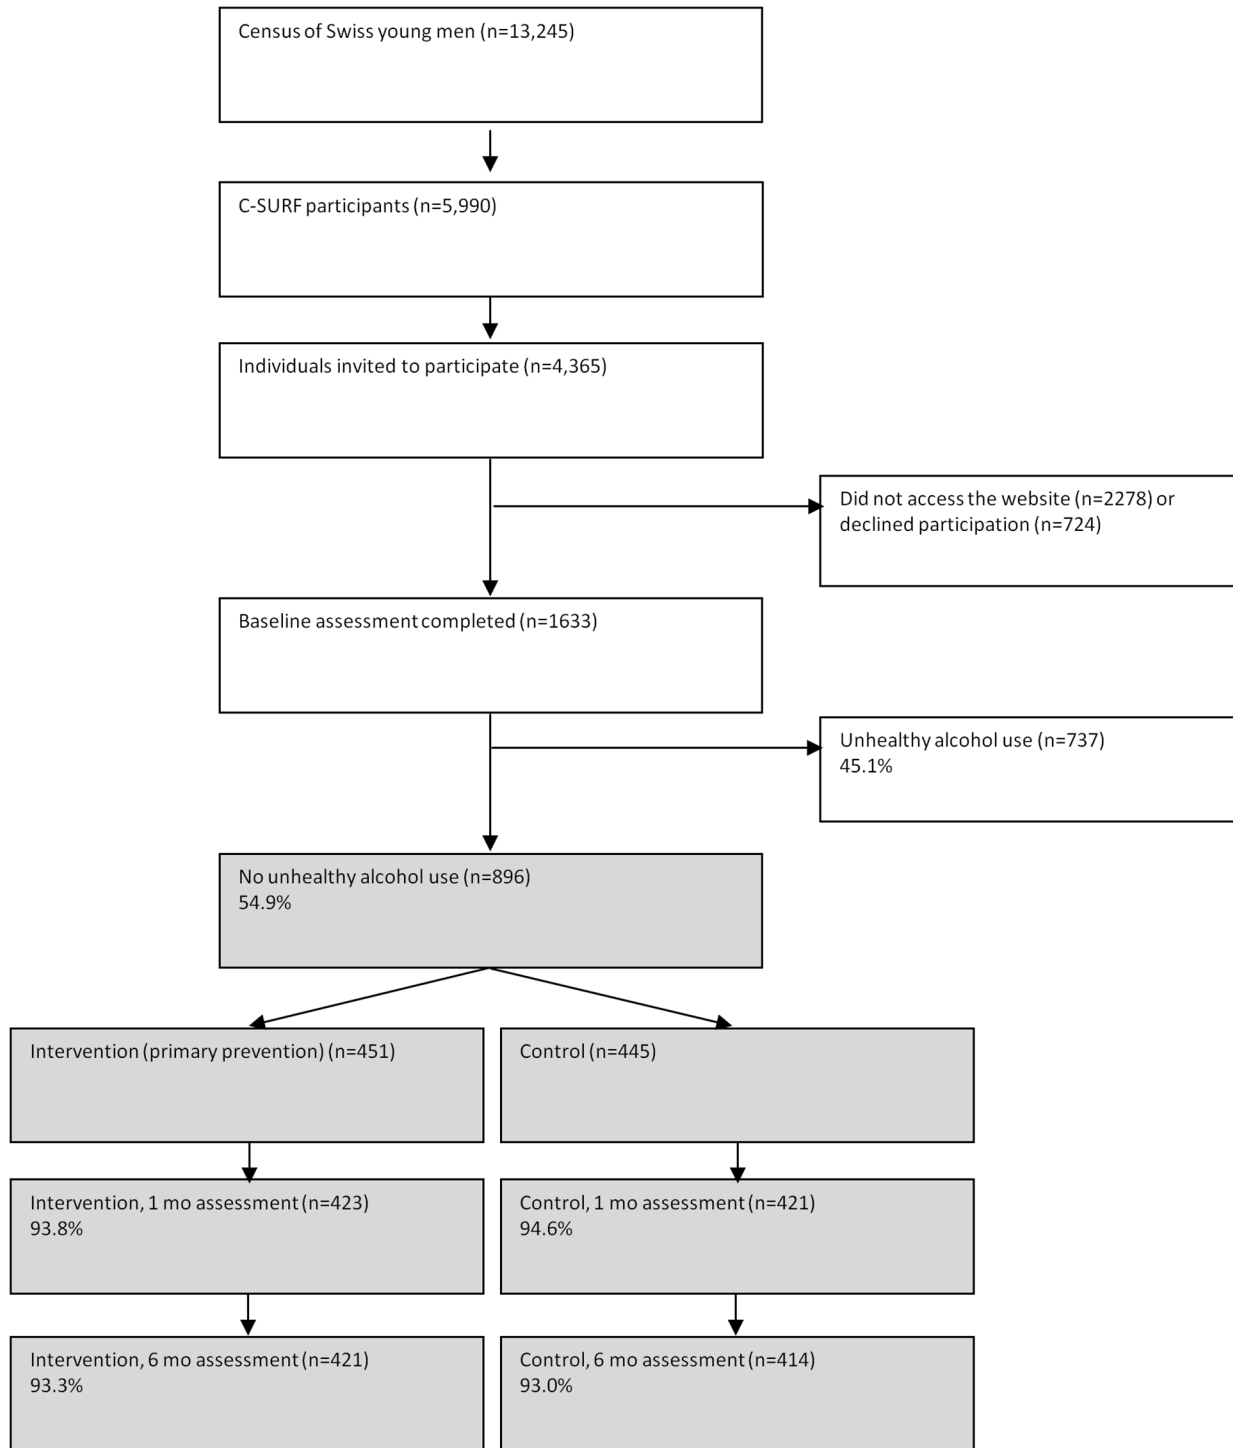 Census of Swiss young men (n=13,245)
C-SURF participants (n=5,990)
Individuals invited to participate (n=4,365)
Did not access the website (n=2278) or
declined participation (n=724)
Baseline assessment completed (n=1633)
Unhealthy alcohol use (n=737)
45.1%
No unhealthy alcohol use (n=896)
54.9%
Intervention (primary prevention) (n=451)
Control (n=445)
Intervention, 1 mo assessment (n=423)
93.8%
Control, 1 mo assessment (n=421)
94.6%
Intervention, 6 mo assessment (n=421)
93.3%
Control, 6 mo assessment (n=414)
93.0%